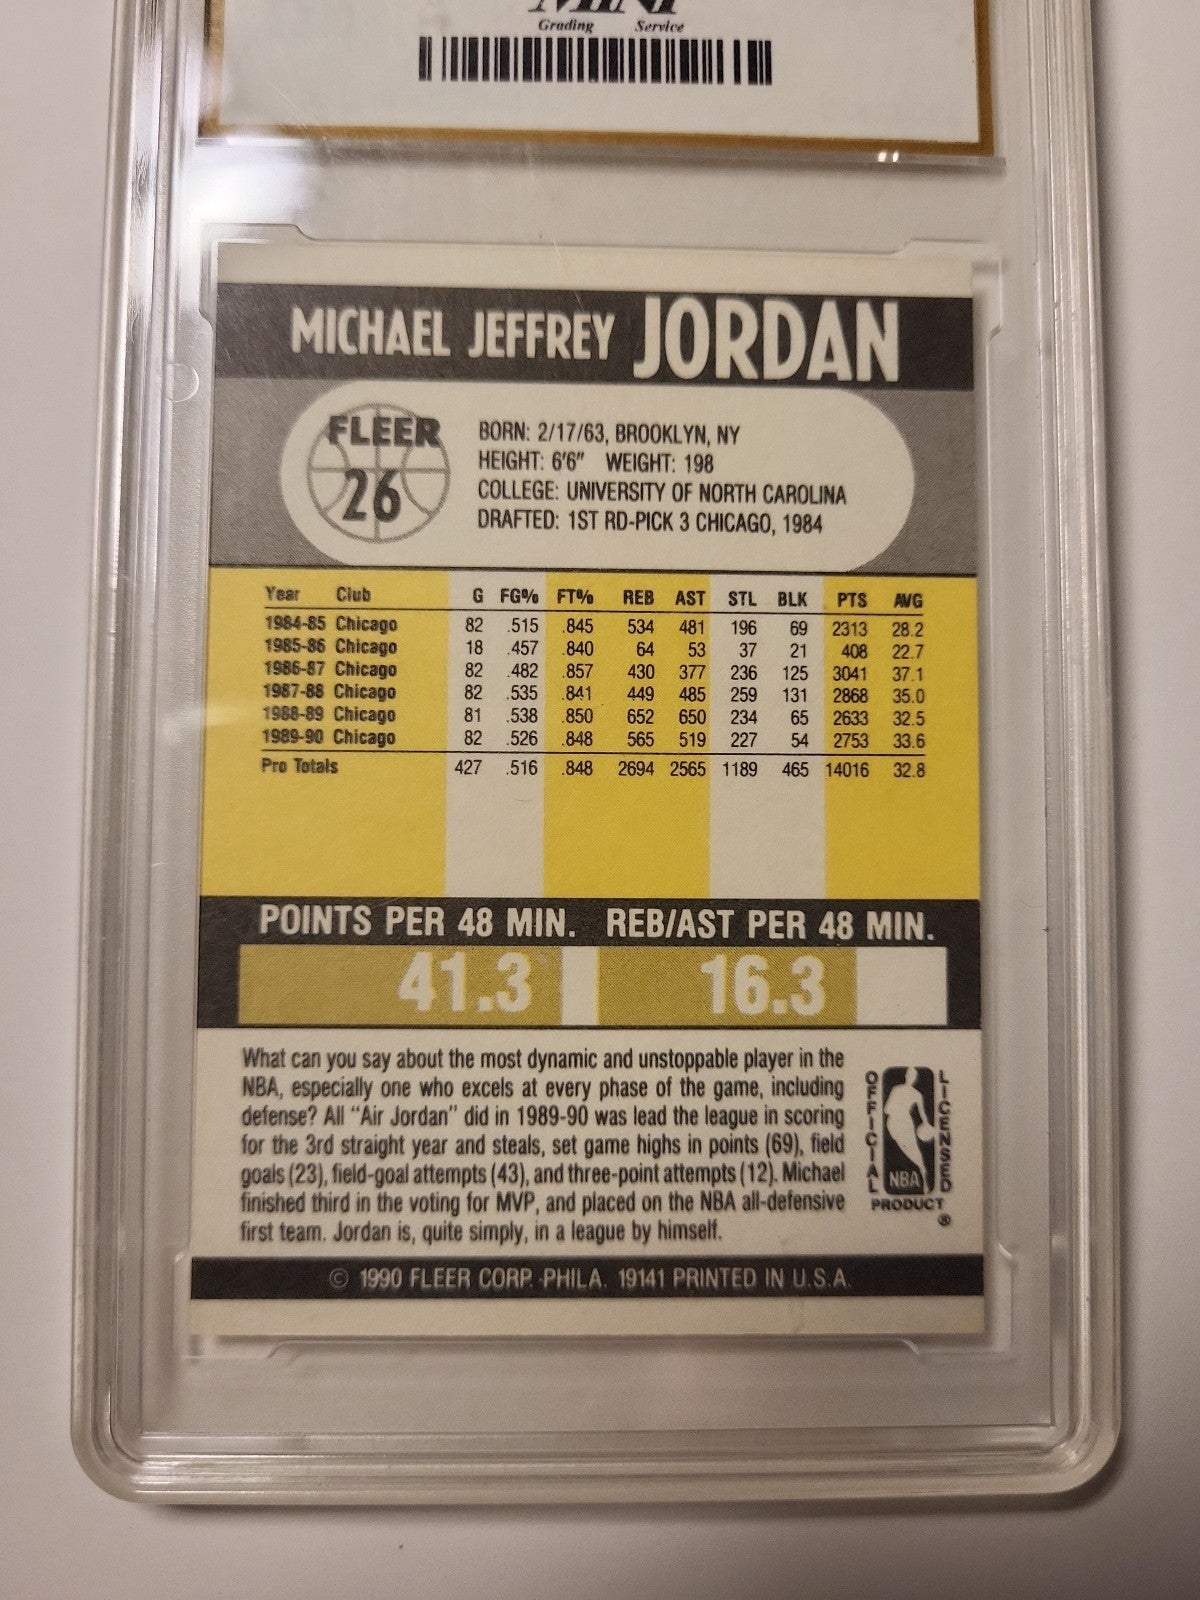 MINT
Grading Service
MICHAEL JEFFREY JORDAN
FLEER
26
BORN: 2/17/63, BROOKLYN, NY
HEIGHT: 6'6" WEIGHT: 198
COLLEGE: UNIVERSITY OF NORTH CAROLINA
DRAFTED: 1ST RD-PICK 3 CHICAGO, 1984
Year Club G FG% FT% REB AST STL BLK PTS AVG
1984-85 Chicago 82 .515 .845 534 481 196 69 2313 28.2
1985-86 Chicago 18 .457 .840 64 53 37 21 408 22.7
1986-87 Chicago 82 .482 .857 430 377 236 125 3041 37.1
1987-88 Chicago 82 .535 .841 449 485 259 131 2868 35.0
1988-89 Chicago 81 .538 .850 652 650 234 65 2633 32.5
1989-90 Chicago 82 .526 .848 565 519 227 54 2753 33.6
Pro Totals 427 .516 .848 2694 2565 1189 465 14016 32.8
POINTS PER 48 MIN. REB/AST PER 48 MIN.
41.3 16.3
What can you say about the most dynamic and unstoppable player in the
NBA, especially one who excels at every phase of the game, including
defense? All "Air Jordan" did in 1989-90 was lead the league in scoring
for the 3rd straight year and steals, set game highs in points (69), field
goals (23), field-goal attempts (43), and three-point attempts (12). Michael
finished third in the voting for MVP, and placed on the NBA all-defensive
first team. Jordan is, quite simply, in a league by himself.
OFFICIAL LICENSED
NBA
PRODUCT
®
© 1990 FLEER CORP.-PHILA. 19141 PRINTED IN U.S.A.